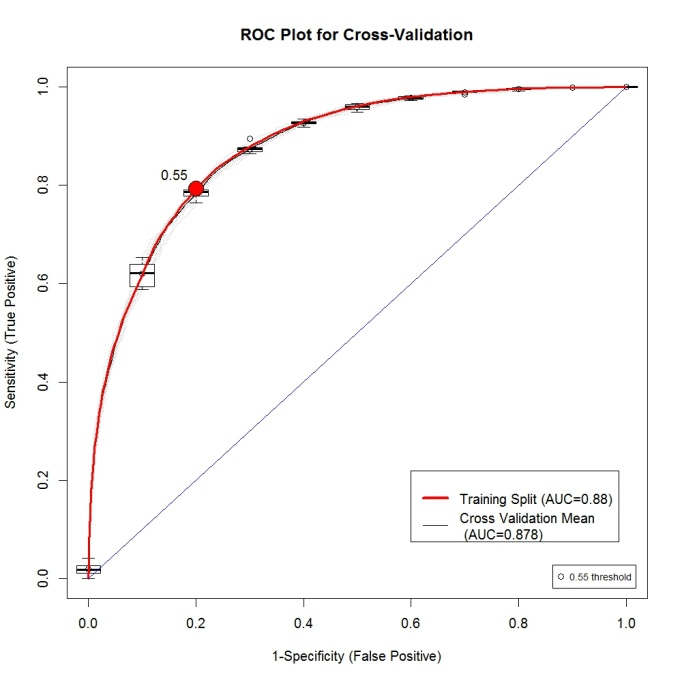 ROC Plot for Cross-Validation
1.0
0.8
0.6
0.4
0.2
0.0
Sensitivity (True Positive)
0.55
Training Split (AUC=0.88)
Cross Validation Mean
(AUC=0.878)
0.55 threshold
0.0 0.2 0.4 0.6 0.8 1.0
1-Specificity (False Positive)